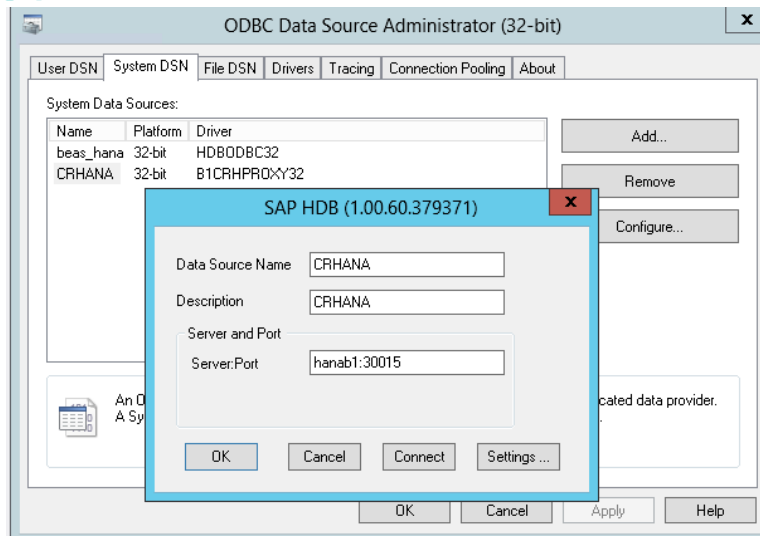 ODBC Data Source Administrator (32-bit)
x
User DSN System DSN File DSN Drivers Tracing Connection Pooling About
System Data Sources:
Name Platform Driver
beas_hana 32-bit HDBODBC32
CRHANA 32-bit B1CRHPROXY32
Add...
Remove
Configure...
SAP HDB (1.00.60.379371)
x
Data Source Name CRHANA
Description CRHANA
Server and Port
Server:Port hanab1:30015
OK Cancel Connect Settings ...
An O
A Sy
cated data provider.
.
OK Cancel Apply Help